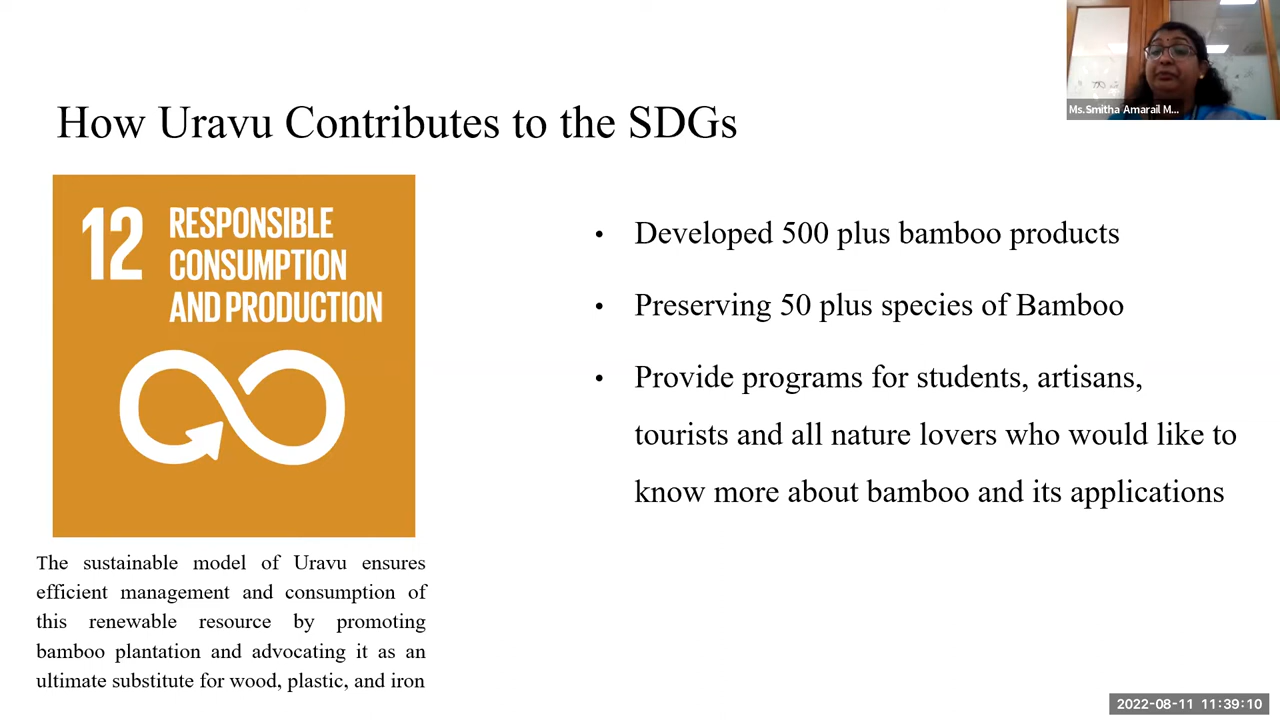 Ms.Smitha Amarail M...
How Uravu Contributes to the SDGs
12 RESPONSIBLE
CONSUMPTION
AND PRODUCTION
The sustainable model of Uravu ensures
efficient management and consumption of
this renewable resource by promoting
bamboo plantation and advocating it as an
ultimate substitute for wood, plastic, and iron
• Developed 500 plus bamboo products
• Preserving 50 plus species of Bamboo
• Provide programs for students, artisans,
tourists and all nature lovers who would like to
know more about bamboo and its applications
2022-08-11 11:39:10